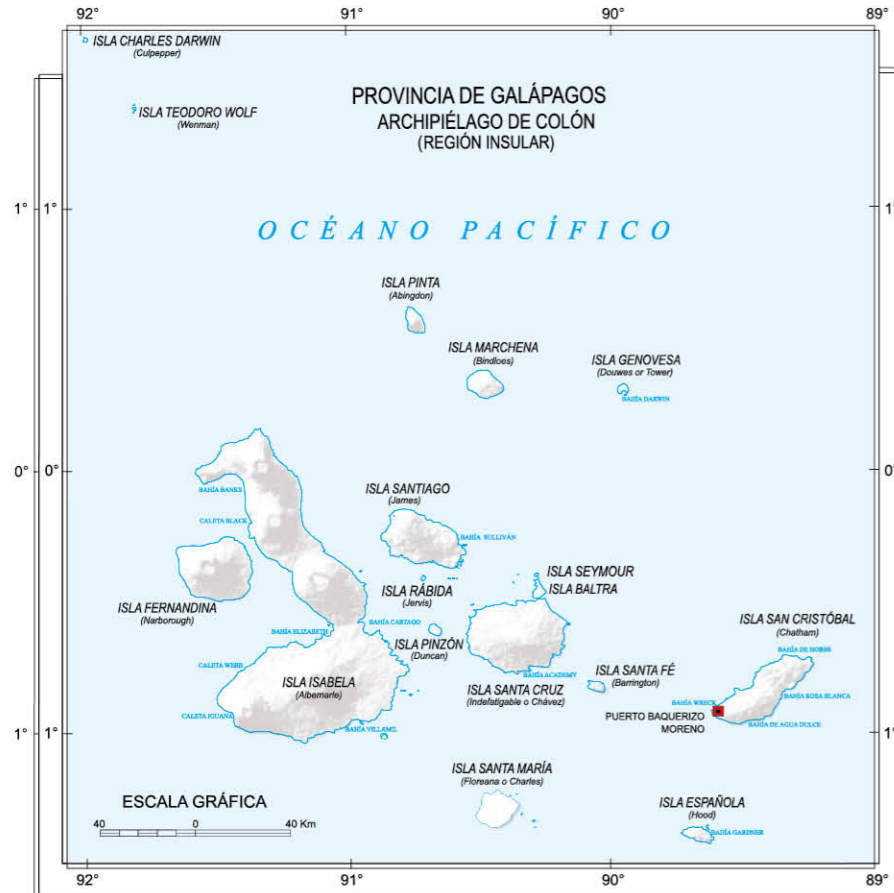 92°
91°
90°
89°
ISLA CHARLES DARWIN
(Culpepper)
ISLA TEODORO WOLF
(Wenman)
PROVINCIA DE GALÁPAGOS
ARCHIPIÉLAGO DE COLÓN
(REGIÓN INSULAR)
1°
1°
1°
OCÉANO PACÍFICO
ISLA PINTA
(Abingdon)
ISLA MARCHENA
(Bindloes)
ISLA GENOVESA
(Douwes or Tower)
BAHÍA DARWIN
0°
0°
0°
BAHÍA BANKS
CALETA BLACK
ISLA SANTIAGO
(James)
BAHÍA SULLIVÁN
ISLA FERNANDINA
(Narborough)
ISLA RÁBIDA
(Jervis)
ISLA SEYMOUR
ISLA BALTRA
BAHÍA ELIZABETH
BAHÍA CARTAGO
ISLA PINZÓN
(Duncan)
ISLA SAN CRISTÓBAL
(Chatham)
BAHÍA DE HOBBS
CALETA WEBB
ISLA ISABELA
(Albemarle)
BAHÍA ACADEMY
ISLA SANTA CRUZ
(Indefatigable o Chávez)
ISLA SANTA FÉ
(Barrington)
BAHÍA ROSA BLANCA
BAHÍA WRECK
CALETA IGUANA
BAHÍA VILLAMIL
PUERTO BAQUERIZO
MORENO
BAHÍA DE AGUA DULCE
1°
1°
1°
ISLA SANTA MARÍA
(Floreana o Charles)
ESCALA GRÁFICA
40
0
40 Km
ISLA ESPAÑOLA
(Hood)
BAHÍA GARDNER
92°
91°
90°
89°